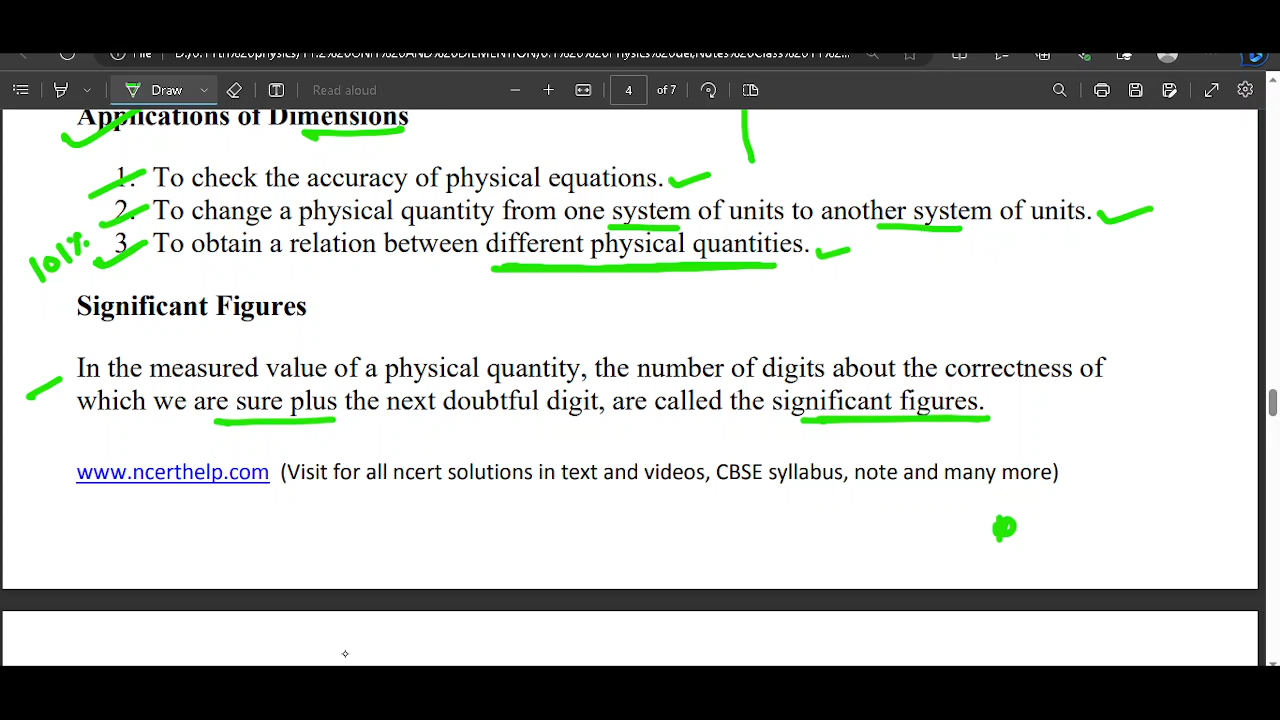 File
Draw
Read aloud
4 of 7
Applications of Dimensions
1. To check the accuracy of physical equations.
2. To change a physical quantity from one system of units to another system of units.
3. To obtain a relation between different physical quantities.
101%
Significant Figures
In the measured value of a physical quantity, the number of digits about the correctness of
which we are sure plus the next doubtful digit, are called the significant figures.
www.ncerthelp.com (Visit for all ncert solutions in text and videos, CBSE syllabus, note and many more)